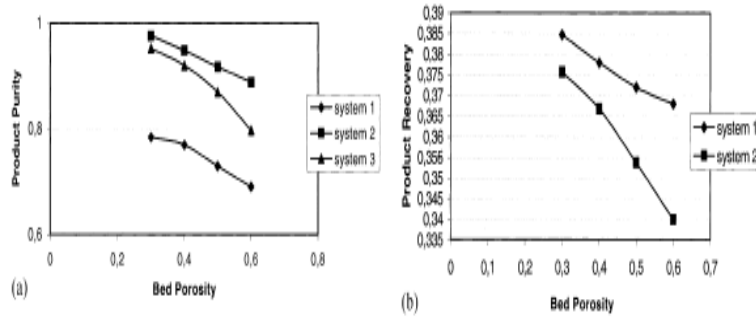 1
0,8
0,6
Product Purity
0
0,2
0,4
0,6
0,8
Bed Porosity
system 1
system 2
system 3
(a)
0,39
0,385
0,38
0,375
0,37
0,365
0,36
0,355
0,35
0,345
0,34
0,335
Product Recovery
0
0,1
0,2
0,3
0,4
0,5
0,6
0,7
Bed Porosity
system 1
system 2
(b)